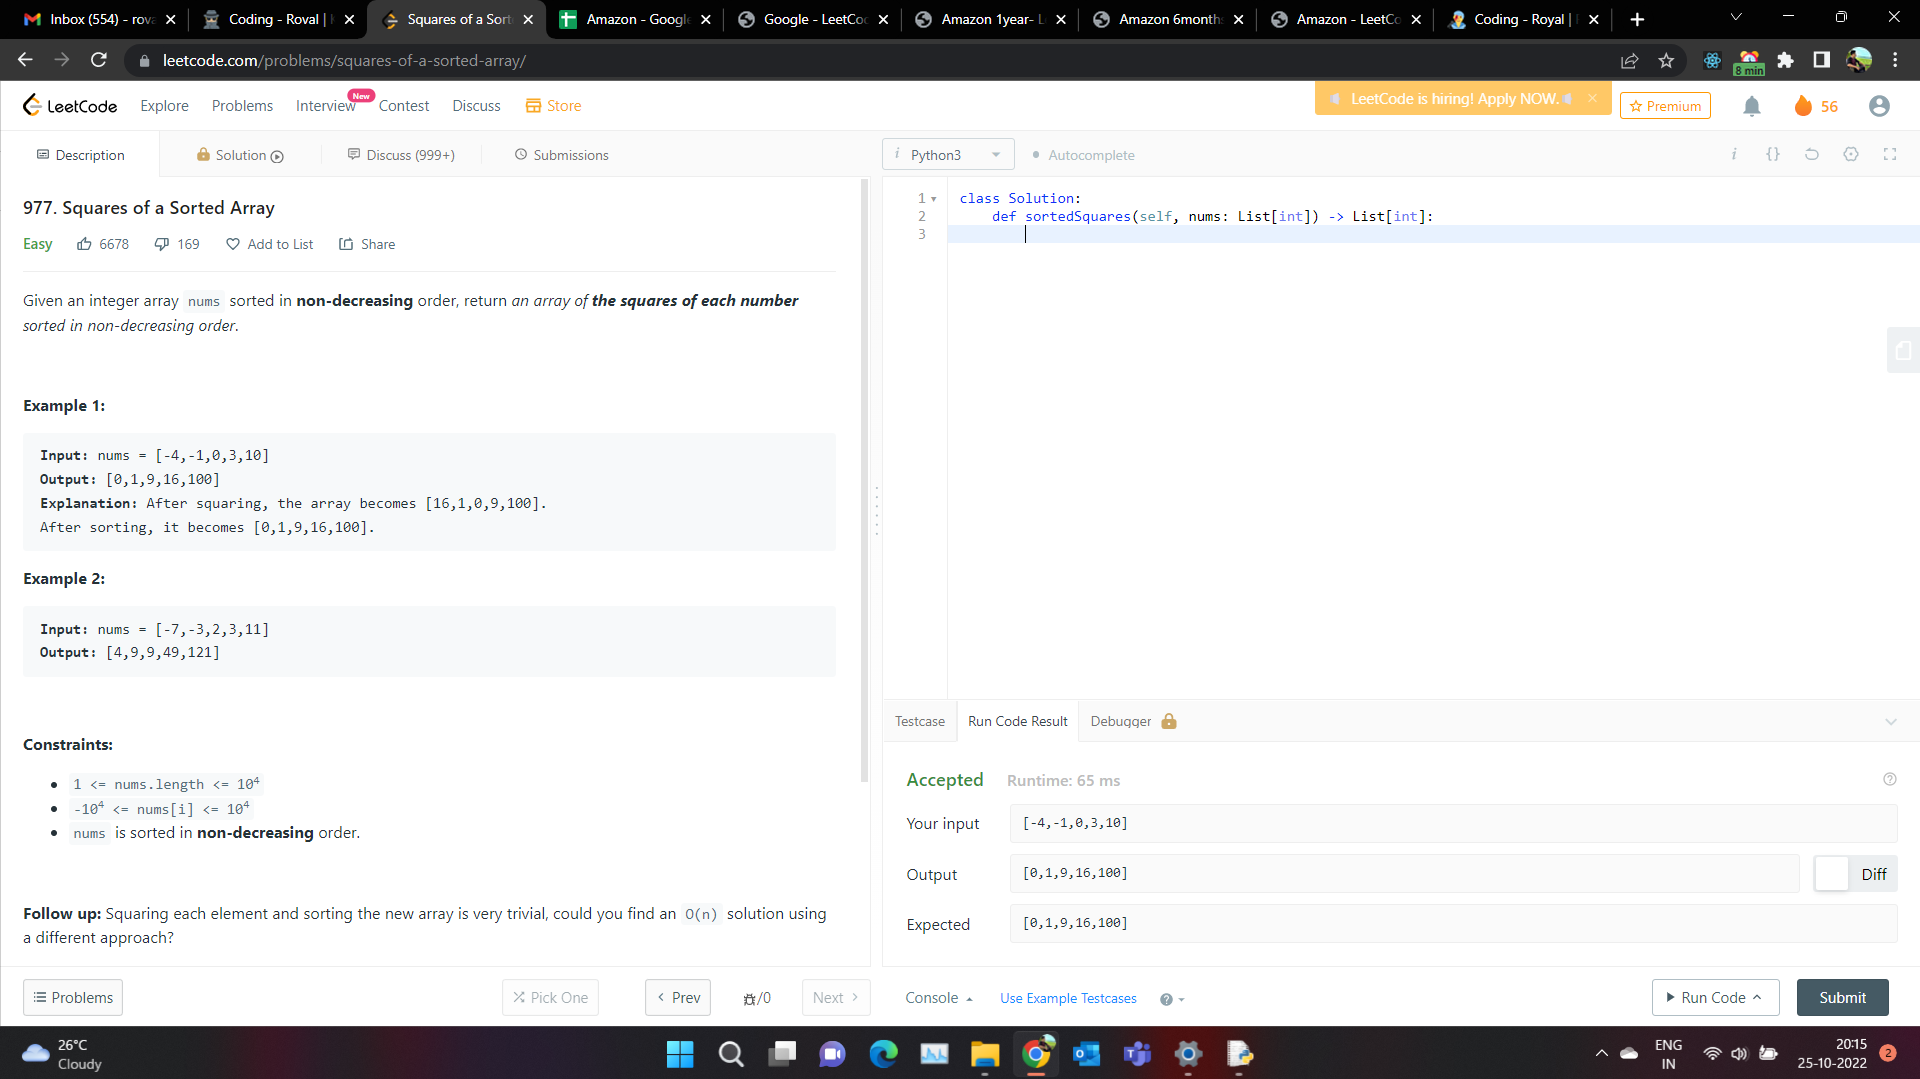 Inbox (554) - rova
Coding - Roval |
Squares of a Sort
Amazon - Google
Google - LeetCo
Amazon 1year- L
Amazon 6months
Amazon - LeetCo
Coding - Royal |
leetcode.com/problems/squares-of-a-sorted-array/
8 min
LeetCode
Explore
Problems
Interview
New
Contest
Discuss
Store
LeetCode is hiring! Apply NOW.
Premium
56
Description
Solution
Discuss (999+)
Submissions
i Python3
Autocomplete
i {}
977. Squares of a Sorted Array
Easy 6678 169 Add to List Share
Given an integer array nums sorted in non-decreasing order, return an array of the squares of each number
sorted in non-decreasing order.
Example 1:
Input: nums = [-4,-1,0,3,10]
Output: [0,1,9,16,100]
Explanation: After squaring, the array becomes [16,1,0,9,100].
After sorting, it becomes [0,1,9,16,100].
Example 2:
Input: nums = [-7,-3,2,3,11]
Output: [4,9,9,49,121]
Constraints:
• 1 <= nums.length <= 10⁴
• -10⁴ <= nums[i] <= 10⁴
• nums is sorted in non-decreasing order.
Follow up: Squaring each element and sorting the new array is very trivial, could you find an O(n) solution using
a different approach?
Problems
Pick One
Prev
/0
Next
1 class Solution:
2 def sortedSquares(self, nums: List[int]) -> List[int]:
3
Testcase
Run Code Result
Debugger
Accepted Runtime: 65 ms
Your input [-4,-1,0,3,10]
Output [0,1,9,16,100]
Diff
Expected [0,1,9,16,100]
Console
Use Example Testcases
Run Code
Submit
26°C
Cloudy
ENG
IN
20:15
25-10-2022
2